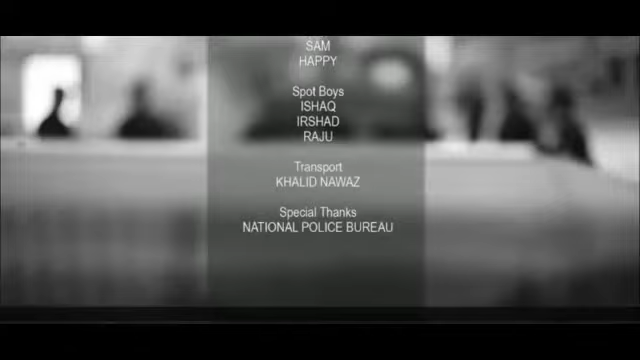 SAM
HAPPY
Spot Boys
ISHAQ
IRSHAD
RAJU
Transport
KHALID NAWAZ
Special Thanks
NATIONAL POLICE BUREAU